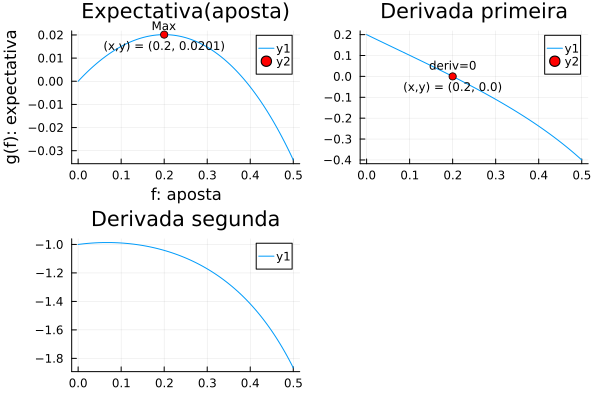 Expectativa(aposta)
Max
(x,y) = (0.2, 0.0201)
y1
y2
0.02
0.01
0.00
−0.01
−0.02
−0.03
g(f): expectativa
0.0 0.1 0.2 0.3 0.4 0.5
f: aposta
Derivada primeira
y1
y2
deriv=0
(x,y) = (0.2, 0.0)
0.2
0.1
0.0
−0.1
−0.2
−0.3
−0.4
0.0 0.1 0.2 0.3 0.4 0.5
Derivada segunda
y1
−1.0
−1.2
−1.4
−1.6
−1.8
0.0 0.1 0.2 0.3 0.4 0.5